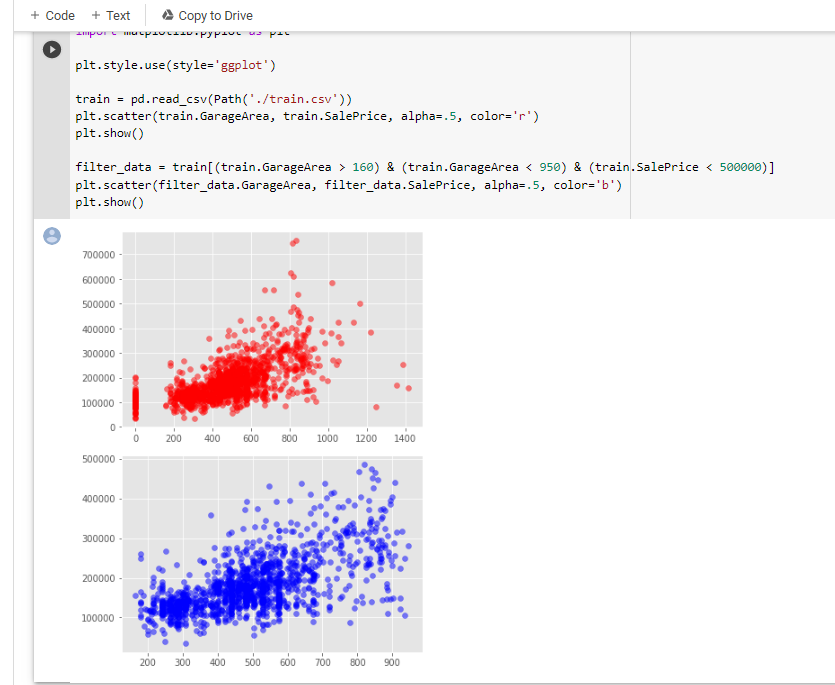 + Code + Text Copy to Drive
import matplotlib.pyplot as plt
plt.style.use(style='ggplot')
train = pd.read_csv(Path('./train.csv'))
plt.scatter(train.GarageArea, train.SalePrice, alpha=.5, color='r')
plt.show()
filter_data = train[(train.GarageArea > 160) & (train.GarageArea < 950) & (train.SalePrice < 500000)]
plt.scatter(filter_data.GarageArea, filter_data.SalePrice, alpha=.5, color='b')
plt.show()
700000
600000
500000
400000
300000
200000
100000
0
0 200 400 600 800 1000 1200 1400
500000
400000
300000
200000
100000
200 300 400 500 600 700 800 900